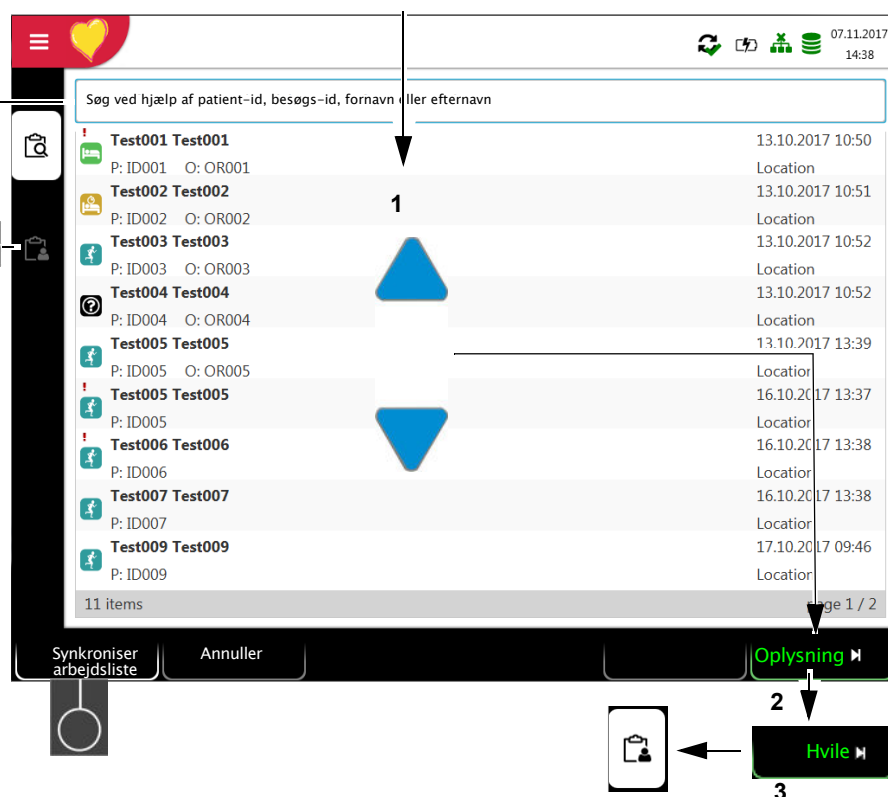 07.11.2017
14:38
Søg ved hjælp af patient-id, besøgs-id, fornavn eller efternavn
! Test001 Test001 13.10.2017 10:50
P: ID001 O: OR001 Location
Test002 Test002 13.10.2017 10:51
P: ID002 O: OR002 Location
1
Test003 Test003 13.10.2017 10:52
P: ID003 O: OR003 Location
Test004 Test004 13.10.2017 10:52
? P: ID004 O: OR004 Location
Test005 Test005 13.10.2017 13:39
P: ID005 O: OR005 Location
! Test005 Test005 16.10.2017 13:37
P: ID005 Location
! Test006 Test006 16.10.2017 13:38
P: ID006 Location
Test007 Test007 16.10.2017 13:38
P: ID007 Location
Test009 Test009 17.10.2017 09:46
P: ID009 Location
11 items page 1 / 2
Synkroniser
arbejdsliste
Annuller
Oplysning
2
Hvile
3